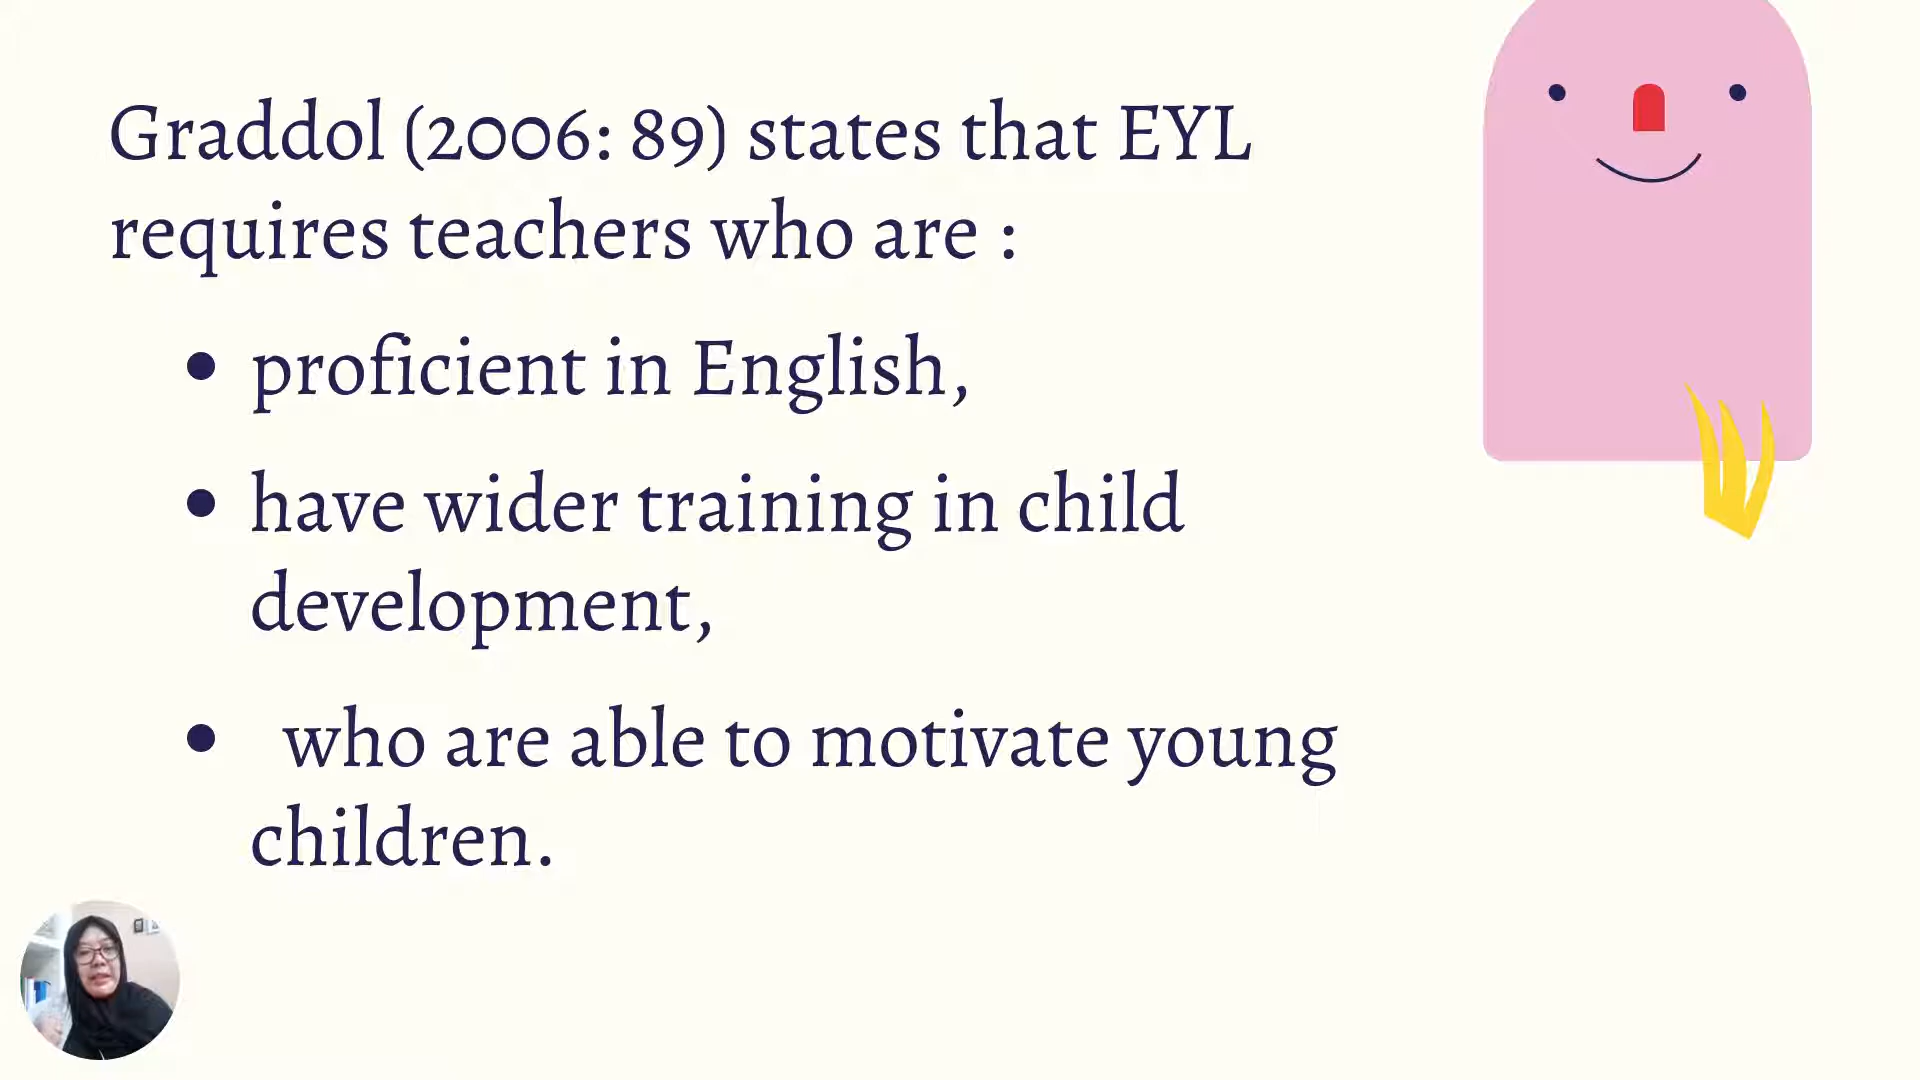 Graddol (2006: 89) states that EYL
requires teachers who are :
• proficient in English,
• have wider training in child
development,
• who are able to motivate young
children.